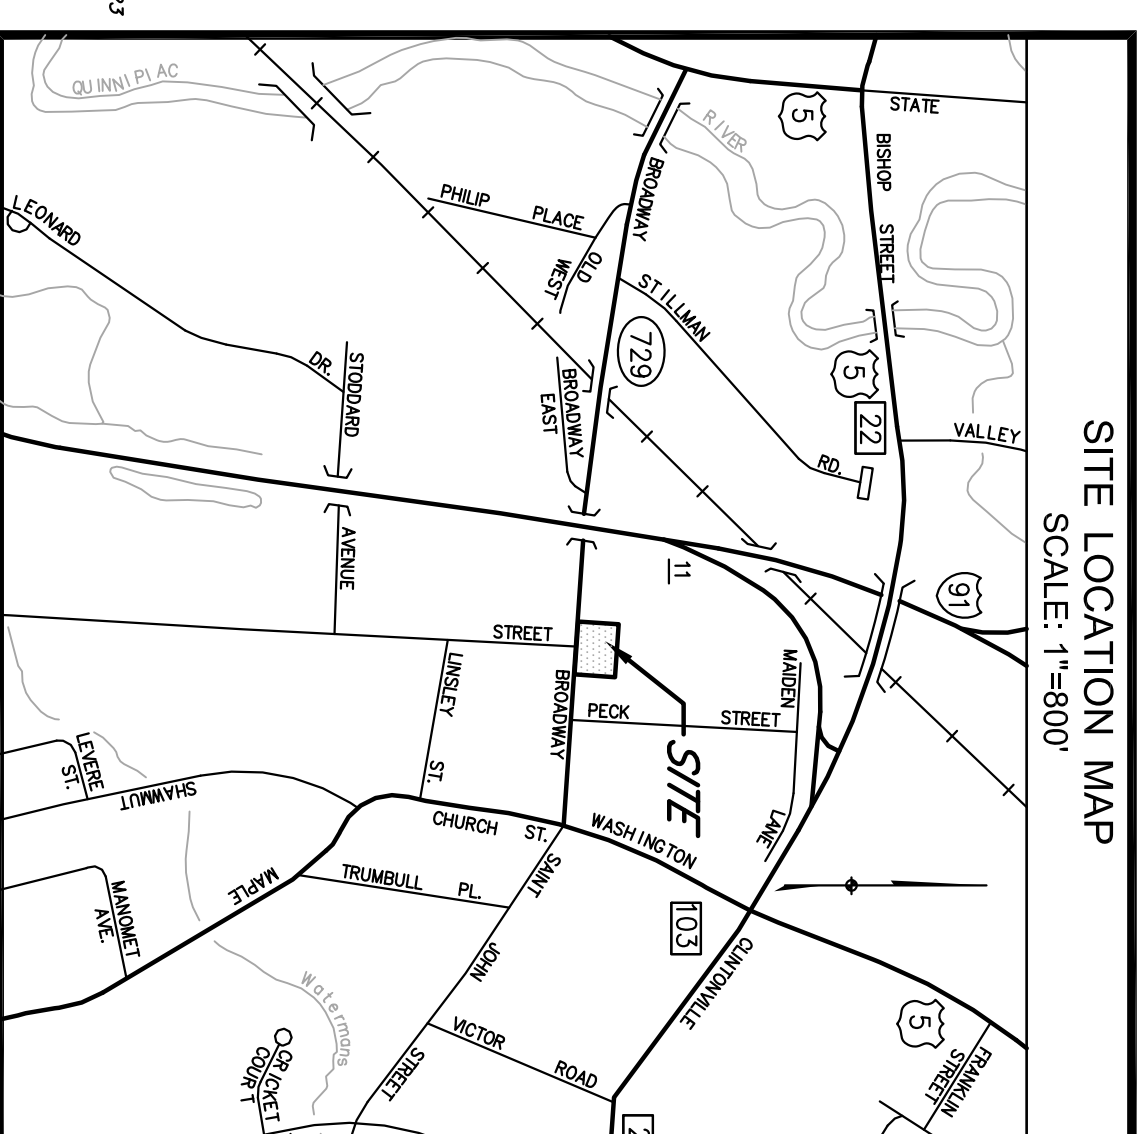 SITE LOCATION MAP
SCALE: 1"=800'
23
QUINNIPIAC
RIVER
STATE
5
BISHOP
STREET
BROADWAY
PHILIP
PLACE
OLD
WEST
STILLMAN
RD.
729
LEONARD
DR.
STODDARD
AVENUE
BROADWAY
EAST
5
22
VALLEY
91
11
STREET
LINSLEY
ST.
BROADWAY
PECK
STREET
MAIDEN
LANE
SITE
LEVERE
ST.
SHAWMUT
CHURCH
ST.
WASHINGTON
MAPLE
TRUMBULL
PL.
SAINT
JOHN
STREET
MANOMET
AVE.
103
CLINTONVILLE
VICTOR
ROAD
Watermans
CRICKET
COURT
5
FRANKLIN
STREET